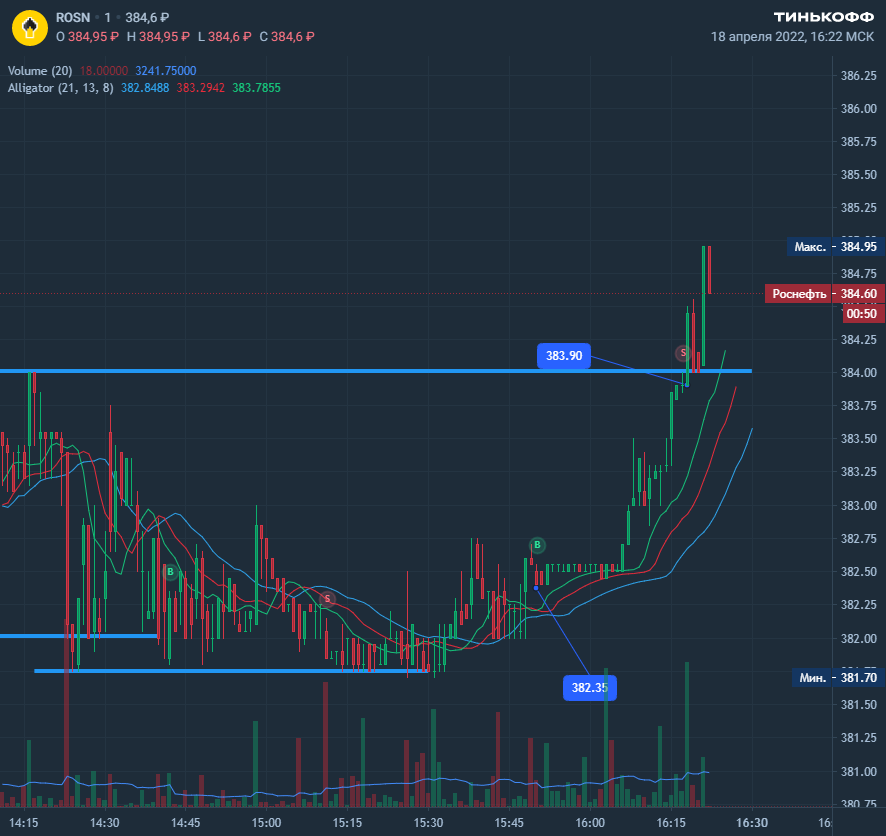 ROSN • 1 • 384,6 ₽
О 384,95 ₽ Н 384,95 ₽ L 384,6 ₽ С 384,6 ₽
ТИНЬКОФФ
18 апреля 2022, 16:22 МСК
Volume (20) 18.00000 3241.75000
Alligator (21, 13, 8) 382.8488 383.2942 383.7855
386.25
386.00
385.75
385.50
385.25
Макс. - 384.95
384.75
Роснефть - 384.60
00:50
384.25
384.00
383.75
383.50
383.25
383.00
382.75
382.50
382.25
382.00
Мин. - 381.70
381.50
381.25
381.00
380.75
383.90
S
B
B
S
382.35
14:15 14:30 14:45 15:00 15:15 15:30 15:45 16:00 16:15 16:30 16: